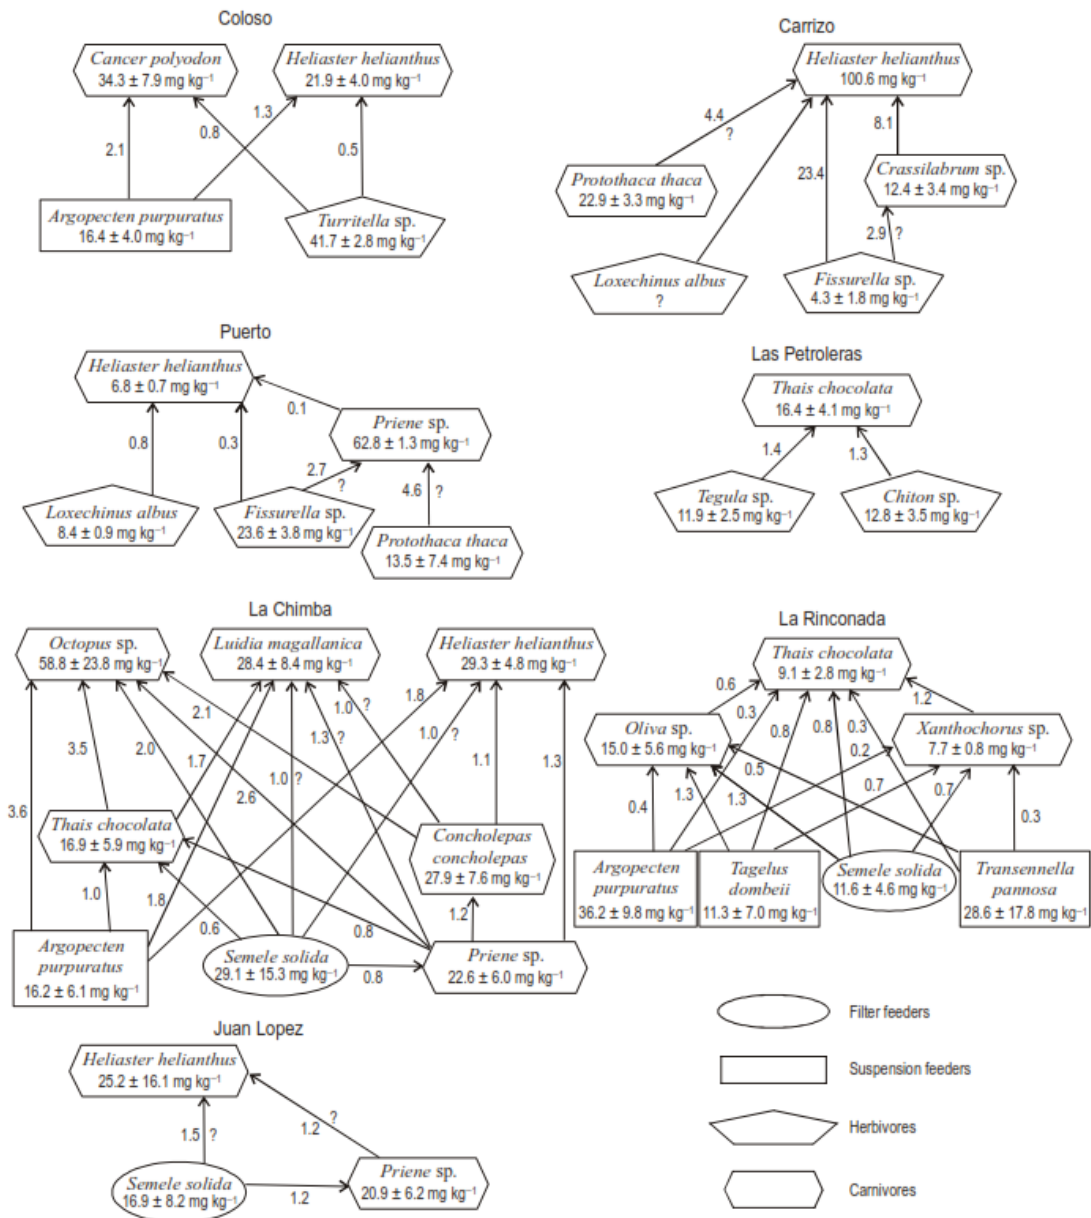 Coloso
Cancer polyodon
34.3 ± 7.9 mg kg⁻¹
Heliaster helianthus
21.9 ± 4.0 mg kg⁻¹
2.1
1.3
0.8
0.5
Argopecten purpuratus
16.4 ± 4.0 mg kg⁻¹
Turritella sp.
41.7 ± 2.8 mg kg⁻¹
Carrizo
Heliaster helianthus
100.6 mg kg⁻¹
4.4
?
23.4
8.1
Protothaca thaca
22.9 ± 3.3 mg kg⁻¹
Crassilabrum sp.
12.4 ± 3.4 mg kg⁻¹
2.9 ?
Loxechinus albus
?
Fissurella sp.
4.3 ± 1.8 mg kg⁻¹
Puerto
Heliaster helianthus
6.8 ± 0.7 mg kg⁻¹
0.1
Priene sp.
62.8 ± 1.3 mg kg⁻¹
0.8
0.3
2.7
?
4.6 ?
Loxechinus albus
8.4 ± 0.9 mg kg⁻¹
Fissurella sp.
23.6 ± 3.8 mg kg⁻¹
Protothaca thaca
13.5 ± 7.4 mg kg⁻¹
Las Petroleras
Thais chocolata
16.4 ± 4.1 mg kg⁻¹
1.4
1.3
Tegula sp.
11.9 ± 2.5 mg kg⁻¹
Chiton sp.
12.8 ± 3.5 mg kg⁻¹
La Chimba
Octopus sp.
58.8 ± 23.8 mg kg⁻¹
Luidia magallanica
28.4 ± 8.4 mg kg⁻¹
Heliaster helianthus
29.3 ± 4.8 mg kg⁻¹
2.1
1.0 ?
1.8
3.5
2.0
1.7
1.3 ?
1.0 ?
1.1
1.3
1.0 ?
2.6
3.6
Thais chocolata
16.9 ± 5.9 mg kg⁻¹
Concholepas
concholepas
27.9 ± 7.6 mg kg⁻¹
1.0
1.8
0.6
0.8
1.2
Argopecten
purpuratus
16.2 ± 6.1 mg kg⁻¹
Semele solida
29.1 ± 15.3 mg kg⁻¹
0.8
Priene sp.
22.6 ± 6.0 mg kg⁻¹
La Rinconada
Thais chocolata
9.1 ± 2.8 mg kg⁻¹
0.6
0.3
0.8
0.8
0.3
1.2
Oliva sp.
15.0 ± 5.6 mg kg⁻¹
Xanthochorus sp.
7.7 ± 0.8 mg kg⁻¹
0.2
0.5
0.4
1.3
1.3
0.7
0.7
0.3
Argopecten
purpuratus
36.2 ± 9.8 mg kg⁻¹
Tagelus
dombeii
11.3 ± 7.0 mg kg⁻¹
Semele solida
11.6 ± 4.6 mg kg⁻¹
Transennella
pannosa
28.6 ± 17.8 mg kg⁻¹
Juan Lopez
Heliaster helianthus
25.2 ± 16.1 mg kg⁻¹
1.5 ?
1.2 ?
Semele solida
16.9 ± 8.2 mg kg⁻¹
1.2
Priene sp.
20.9 ± 6.2 mg kg⁻¹
Filter feeders
Suspension feeders
Herbivores
Carnivores